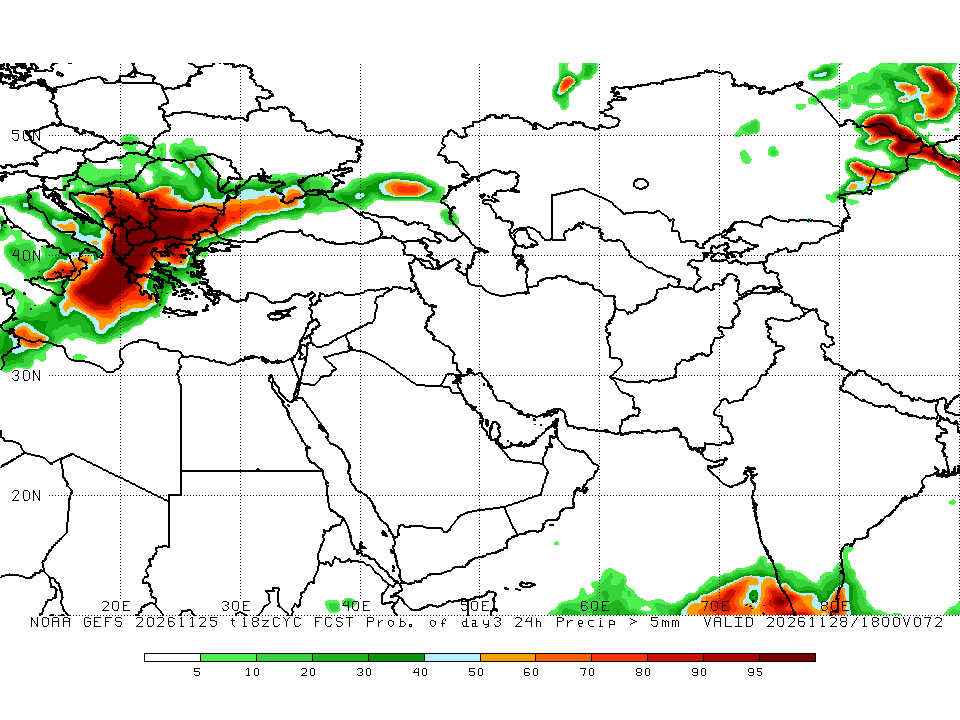 50N
40N
30N
20N
20E 30E 40E 50E 60E 70E 80E
NOAA GEFS 20261125 t18zCYC FCST Prob. of day3 24h Precip > 5mm VALID 20261128/1800V072
5 10 20 30 40 50 60 70 80 90 95